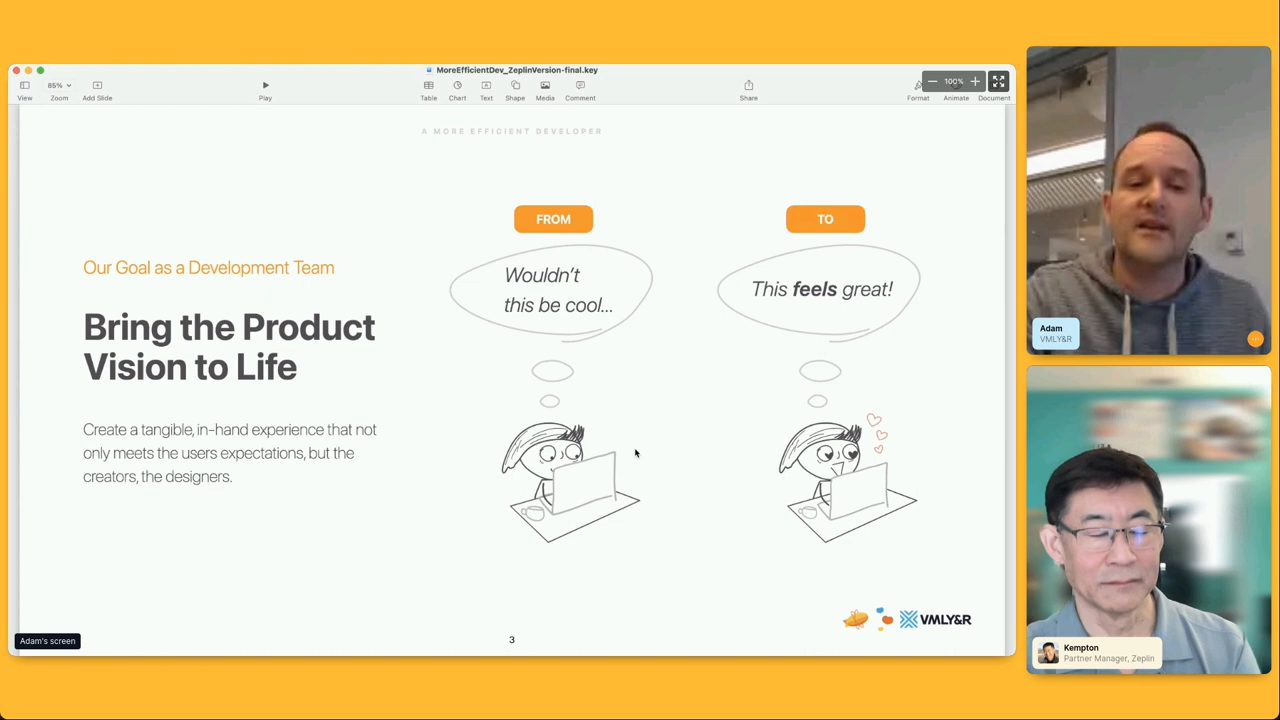 MoreEfficientDev_ZeplinVersion-final.key
85%
100%
View
Zoom
Add Slide
Play
Table
Chart
Text
Shape
Media
Comment
Share
Format
Animate
Document
A MORE EFFICIENT DEVELOPER
Our Goal as a Development Team
Bring the Product
Vision to Life
Create a tangible, in-hand experience that not
only meets the users expectations, but the
creators, the designers.
FROM
Wouldn't
this be cool...
TO
This feels great!
VMLY&R
3
Adam's screen
Adam
VMLY&R
Kempton
Partner Manager, Zeplin